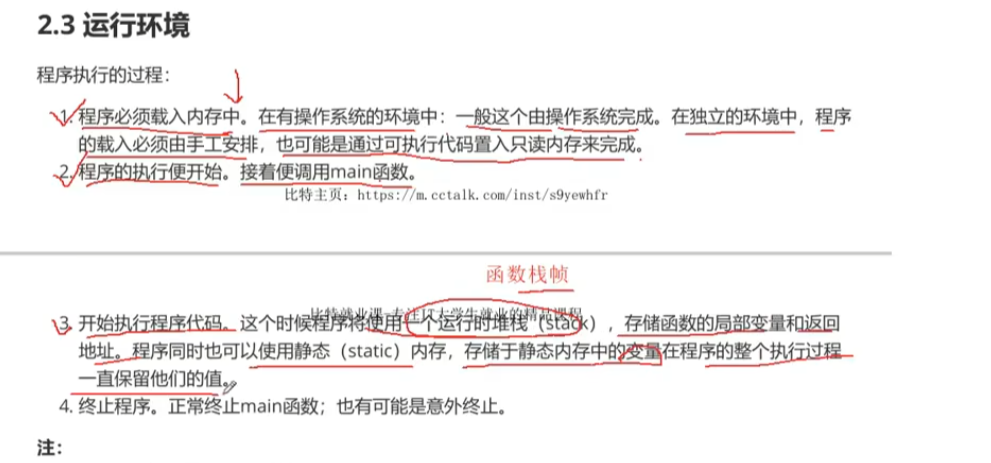 2.3 运行环境
程序执行的过程：
1. 程序必须载入内存中。在有操作系统的环境中：一般这个由操作系统完成。在独立的环境中，程序
的载入必须由手工安排，也可能是通过可执行代码置入只读内存来完成。
2. 程序的执行便开始。接着便调用main函数。
比特主页：https://m.cctalk.com/inst/s9yewhfr
函数栈帧
比特就业课-专注IT大学生就业的精品课程
3. 开始执行程序代码。这个时候程序将使用一个运行时堆栈（stack），存储函数的局部变量和返回
地址。程序同时也可以使用静态（static）内存，存储于静态内存中的变量在程序的整个执行过程
一直保留他们的值。
4. 终止程序。正常终止main函数；也有可能是意外终止。
注：